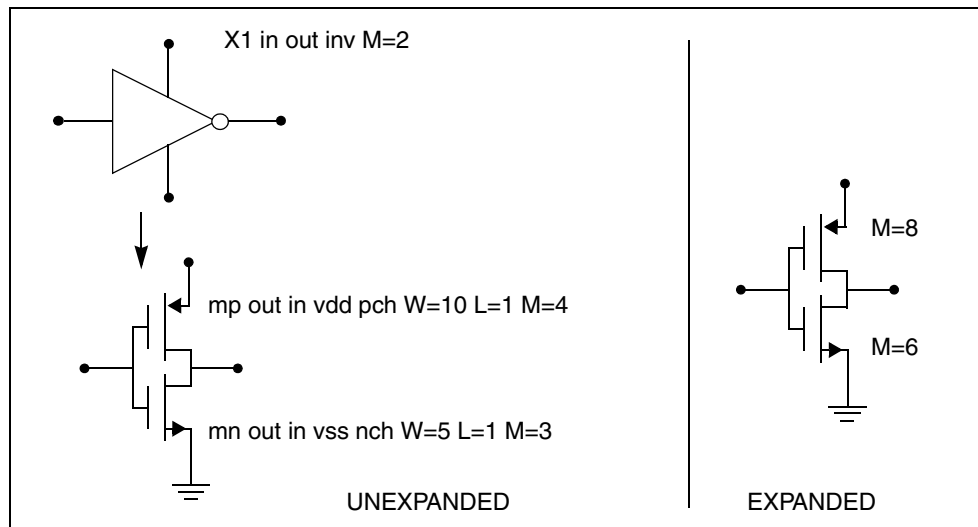 X1 in out inv M=2
mp out in vdd pch W=10 L=1 M=4
mn out in vss nch W=5 L=1 M=3
UNEXPANDED
M=8
M=6
EXPANDED